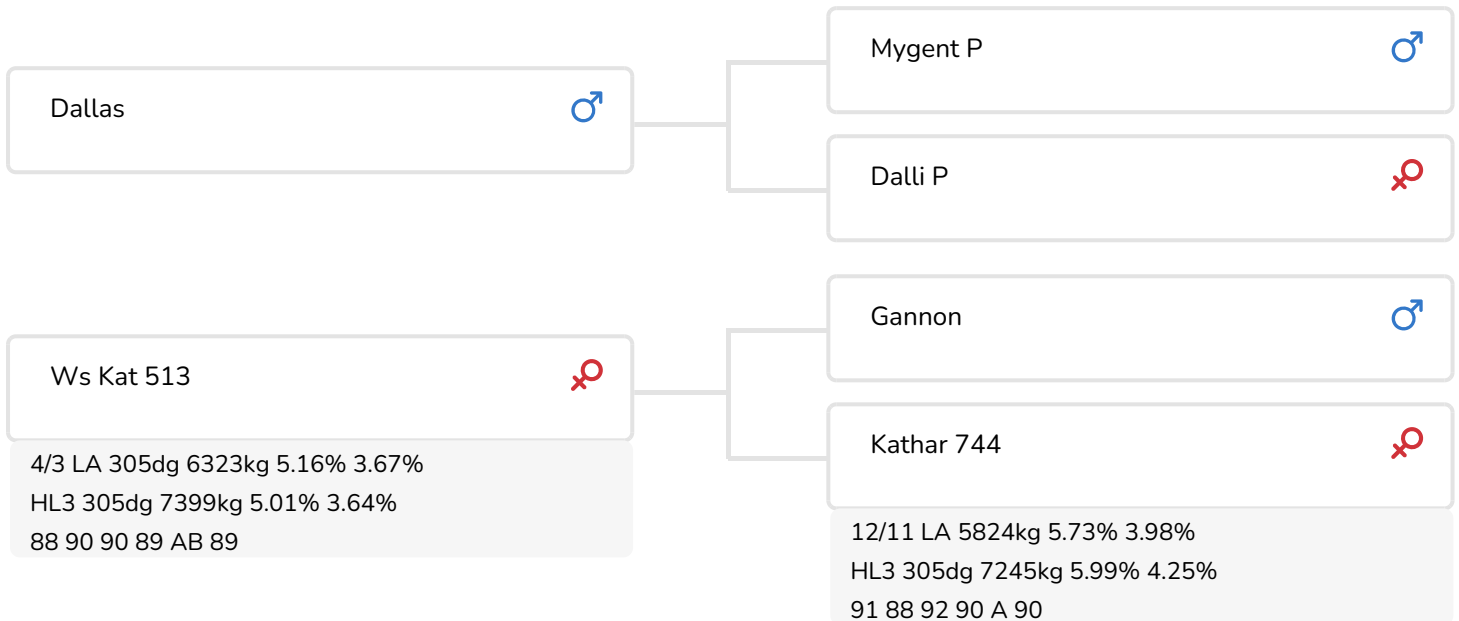 Mygent P
Dallas
Dalli P
Gannon
Ws Kat 513
4/3 LA 305dg 6323kg 5.16% 3.67%
HL3 305dg 7399kg 5.01% 3.64%
88 90 90 89 AB 89
Kathar 744
12/11 LA 5824kg 5.73% 3.98%
HL3 305dg 7245kg 5.99% 4.25%
91 88 92 90 A 90